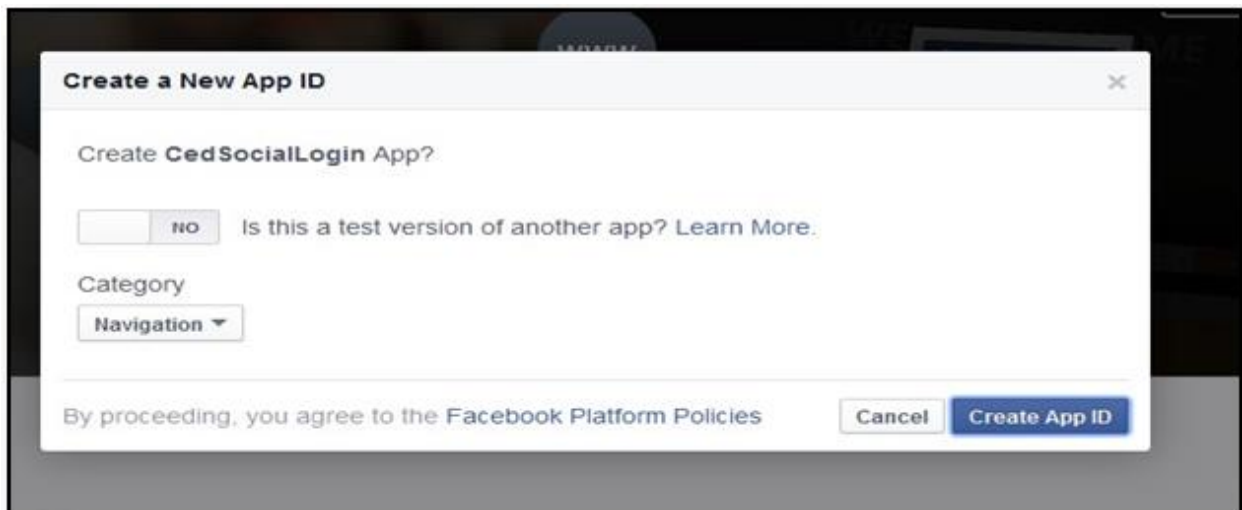 Create a New App ID
Create CedSocialLogin App?
NO Is this a test version of another app? Learn More.
Category
Navigation
By proceeding, you agree to the Facebook Platform Policies Cancel Create App ID